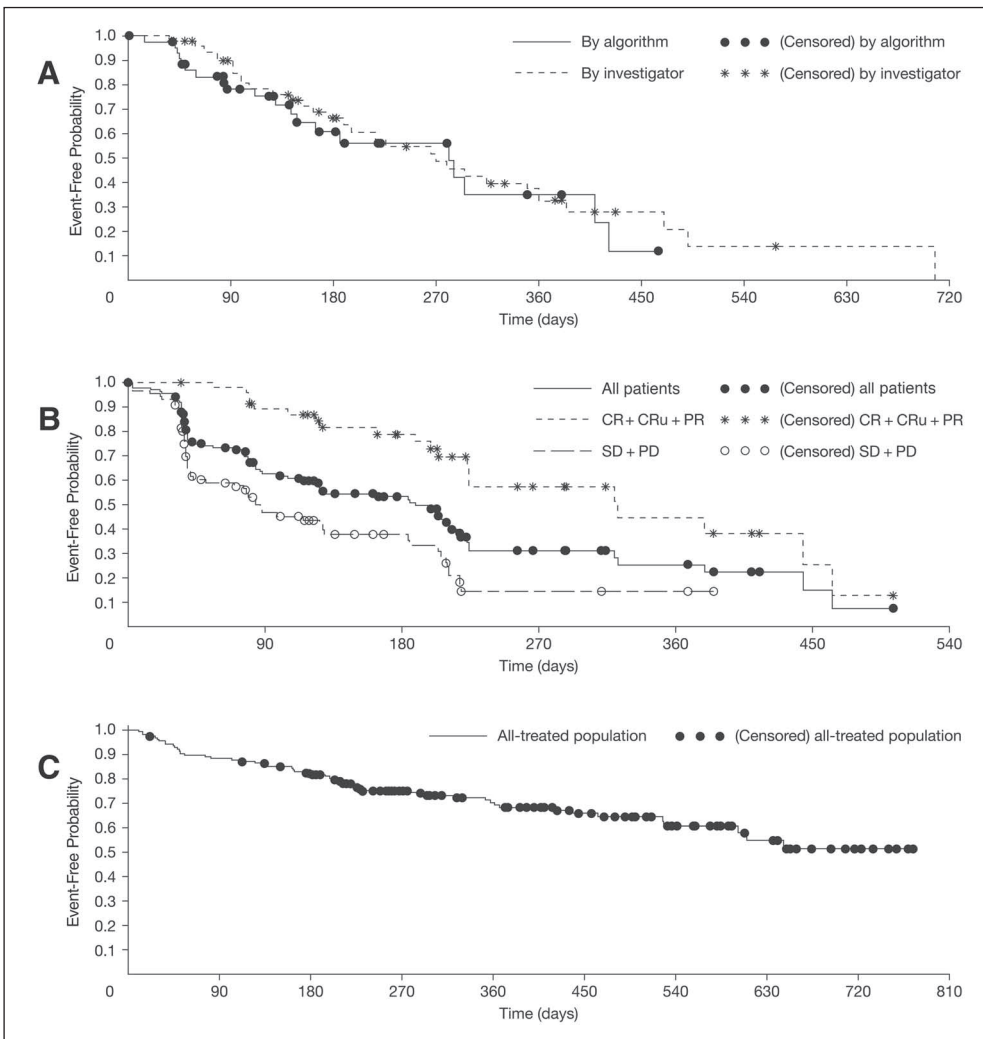 A
1.0
0.9
0.8
0.7
0.6
0.5
0.4
0.3
0.2
0.1
0
Event-Free Probability
By algorithm
(Censored) by algorithm
By investigator
(Censored) by investigator
90 180 270 360 450 540 630 720
Time (days)
B
1.0
0.9
0.8
0.7
0.6
0.5
0.4
0.3
0.2
0.1
0
Event-Free Probability
All patients
(Censored) all patients
CR + CRu + PR
(Censored) CR + CRu + PR
SD + PD
(Censored) SD + PD
90 180 270 360 450 540
Time (days)
C
1.0
0.9
0.8
0.7
0.6
0.5
0.4
0.3
0.2
0.1
0
Event-Free Probability
All-treated population
(Censored) all-treated population
90 180 270 360 450 540 630 720 810
Time (days)